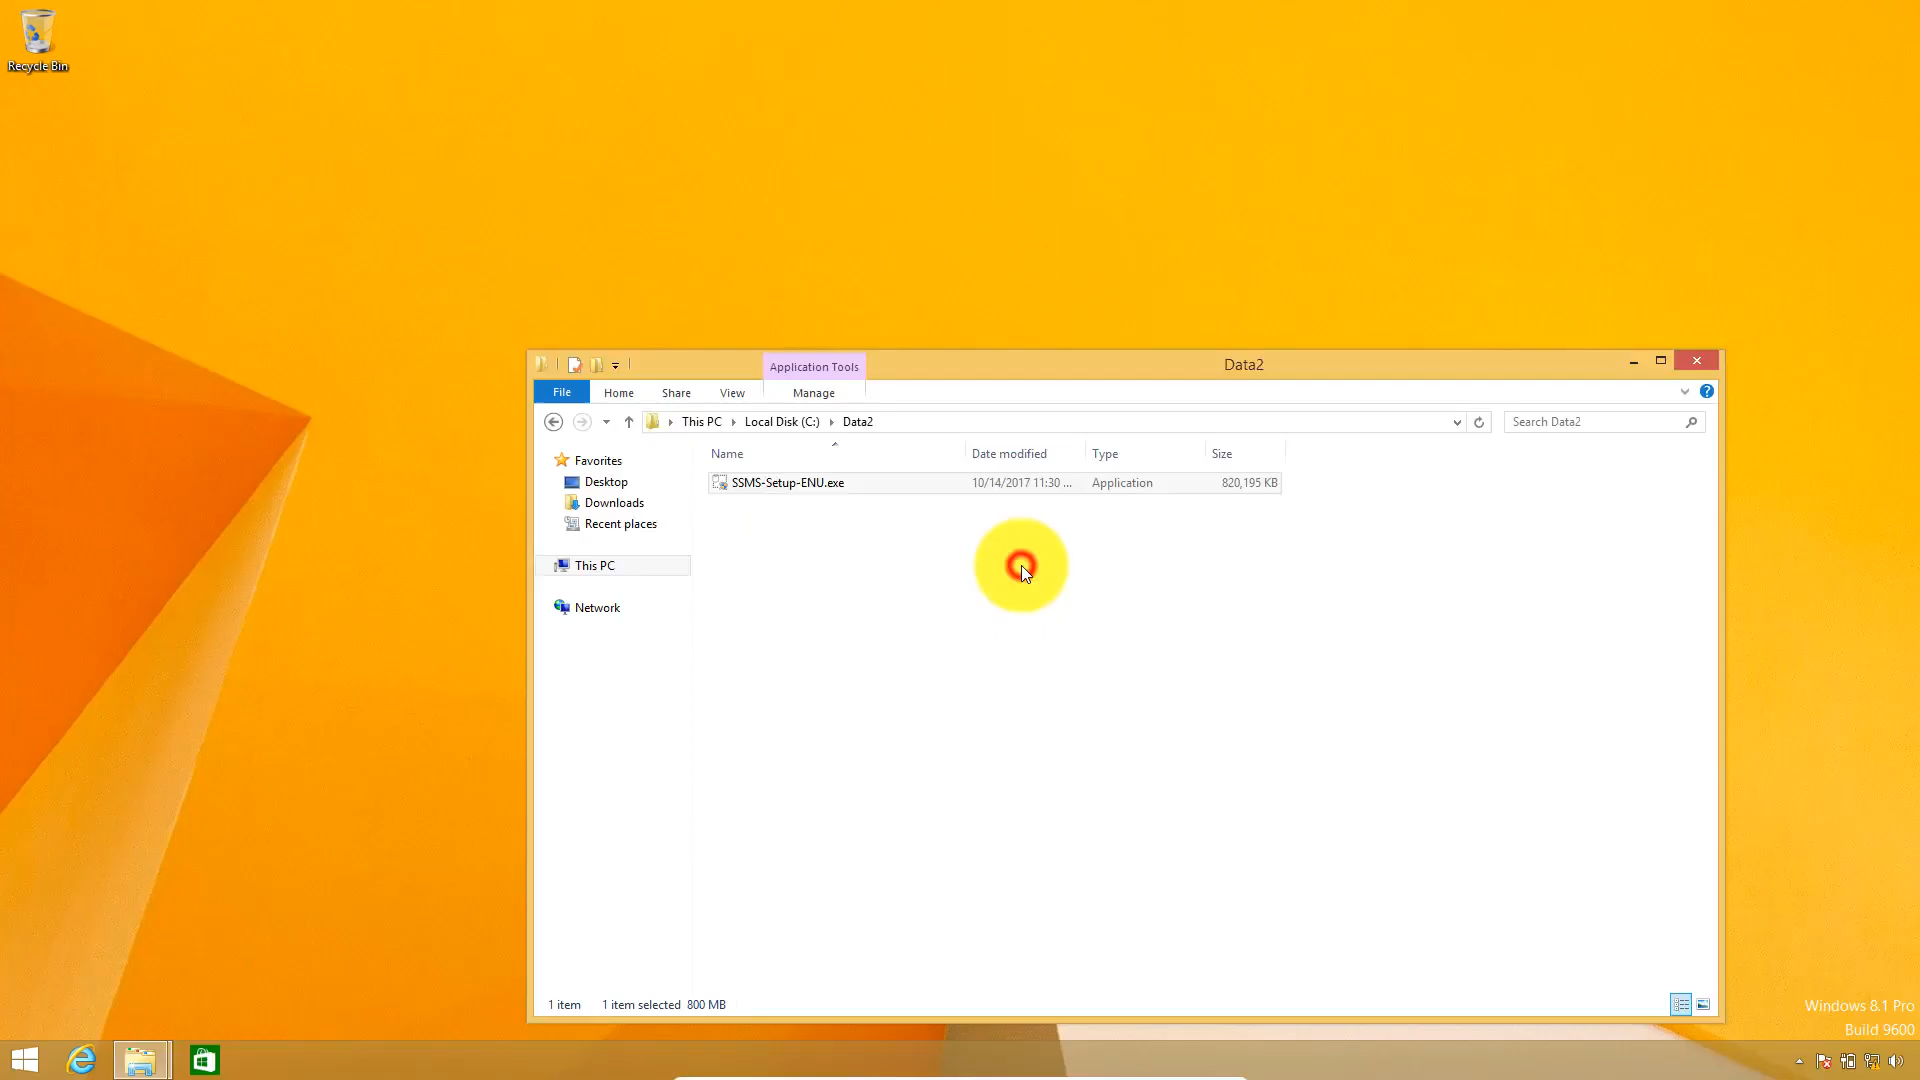 Recycle Bin
Application Tools
Data2
File
Home
Share
View
Manage
This PC
Local Disk (C:)
Data2
Search Data2
Name
Date modified
Type
Size
Favorites
Desktop
Downloads
Recent places
This PC
Network
SSMS-Setup-ENU.exe
10/14/2017 11:30 ...
Application
820,195 KB
1 item
1 item selected 800 MB
Windows 8.1 Pro
Build 9600